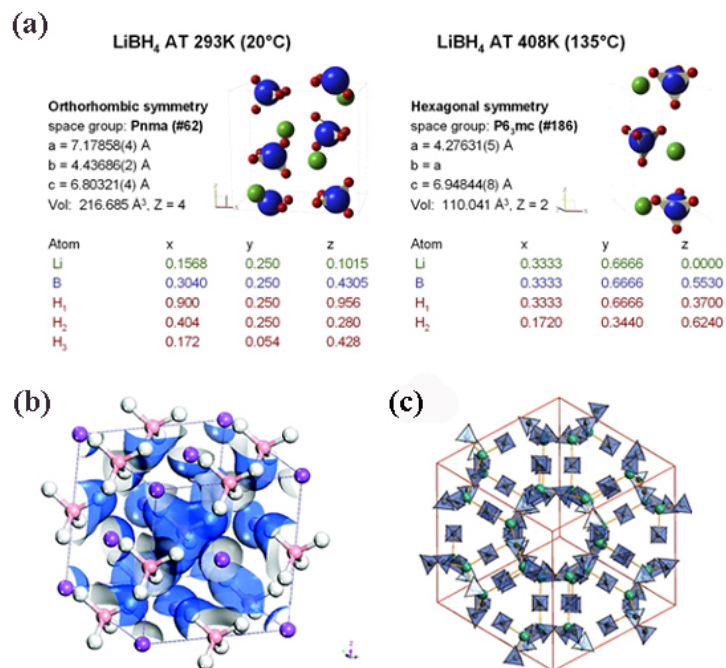 (a)
LiBH4 AT 293K (20°C)
Orthorhombic symmetry
space group: Pnma (#62)
a = 7.17858(4) A
b = 4.43686(2) A
c = 6.80321(4) A
Vol: 216.685 Å³, Z = 4
Atom x y z
Li 0.1568 0.250 0.1015
B 0.3040 0.250 0.4305
H1 0.900 0.250 0.956
H2 0.404 0.250 0.280
H3 0.172 0.054 0.428
LiBH4 AT 408K (135°C)
Hexagonal symmetry
space group: P63mc (#186)
a = 4.27631(5) A
b = a
c = 6.94844(8) A
Vol: 110.041 Å³, Z = 2
Atom x y z
Li 0.3333 0.6666 0.0000
B 0.3333 0.6666 0.5530
H1 0.3333 0.6666 0.3700
H2 0.1720 0.3440 0.6240
(b)
(c)